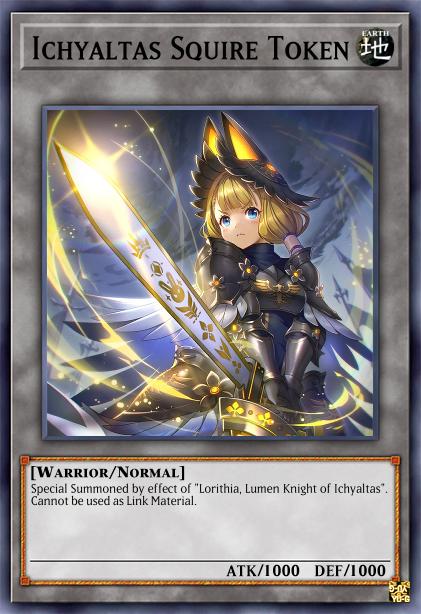 Ichyaltas Squire Token
EARTH
地
[Warrior/Normal]
Special Summoned by effect of "Lorithia, Lumen Knight of Ichyaltas".
Cannot be used as Link Material.
ATK/1000 DEF/1000